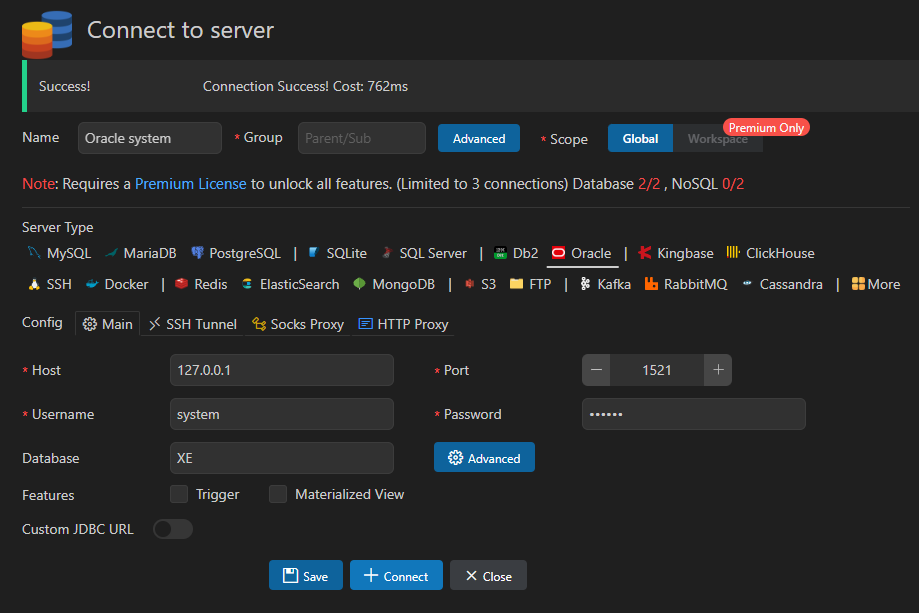 Connect to server
Success! Connection Success! Cost: 762ms
Name Oracle system * Group Parent/Sub Advanced * Scope Global Workspace Premium Only
Note: Requires a Premium License to unlock all features. (Limited to 3 connections) Database 2/2 , NoSQL 0/2
Server Type
MySQL MariaDB PostgreSQL | SQLite SQL Server | Db2 Oracle | Kingbase ClickHouse
SSH Docker | Redis ElasticSearch MongoDB | S3 FTP | Kafka RabbitMQ Cassandra | More
Config Main SSH Tunnel Socks Proxy HTTP Proxy
* Host 127.0.0.1 * Port − 1521 +
* Username system * Password ••••••
Database XE Advanced
Features Trigger Materialized View
Custom JDBC URL
Save Connect Close